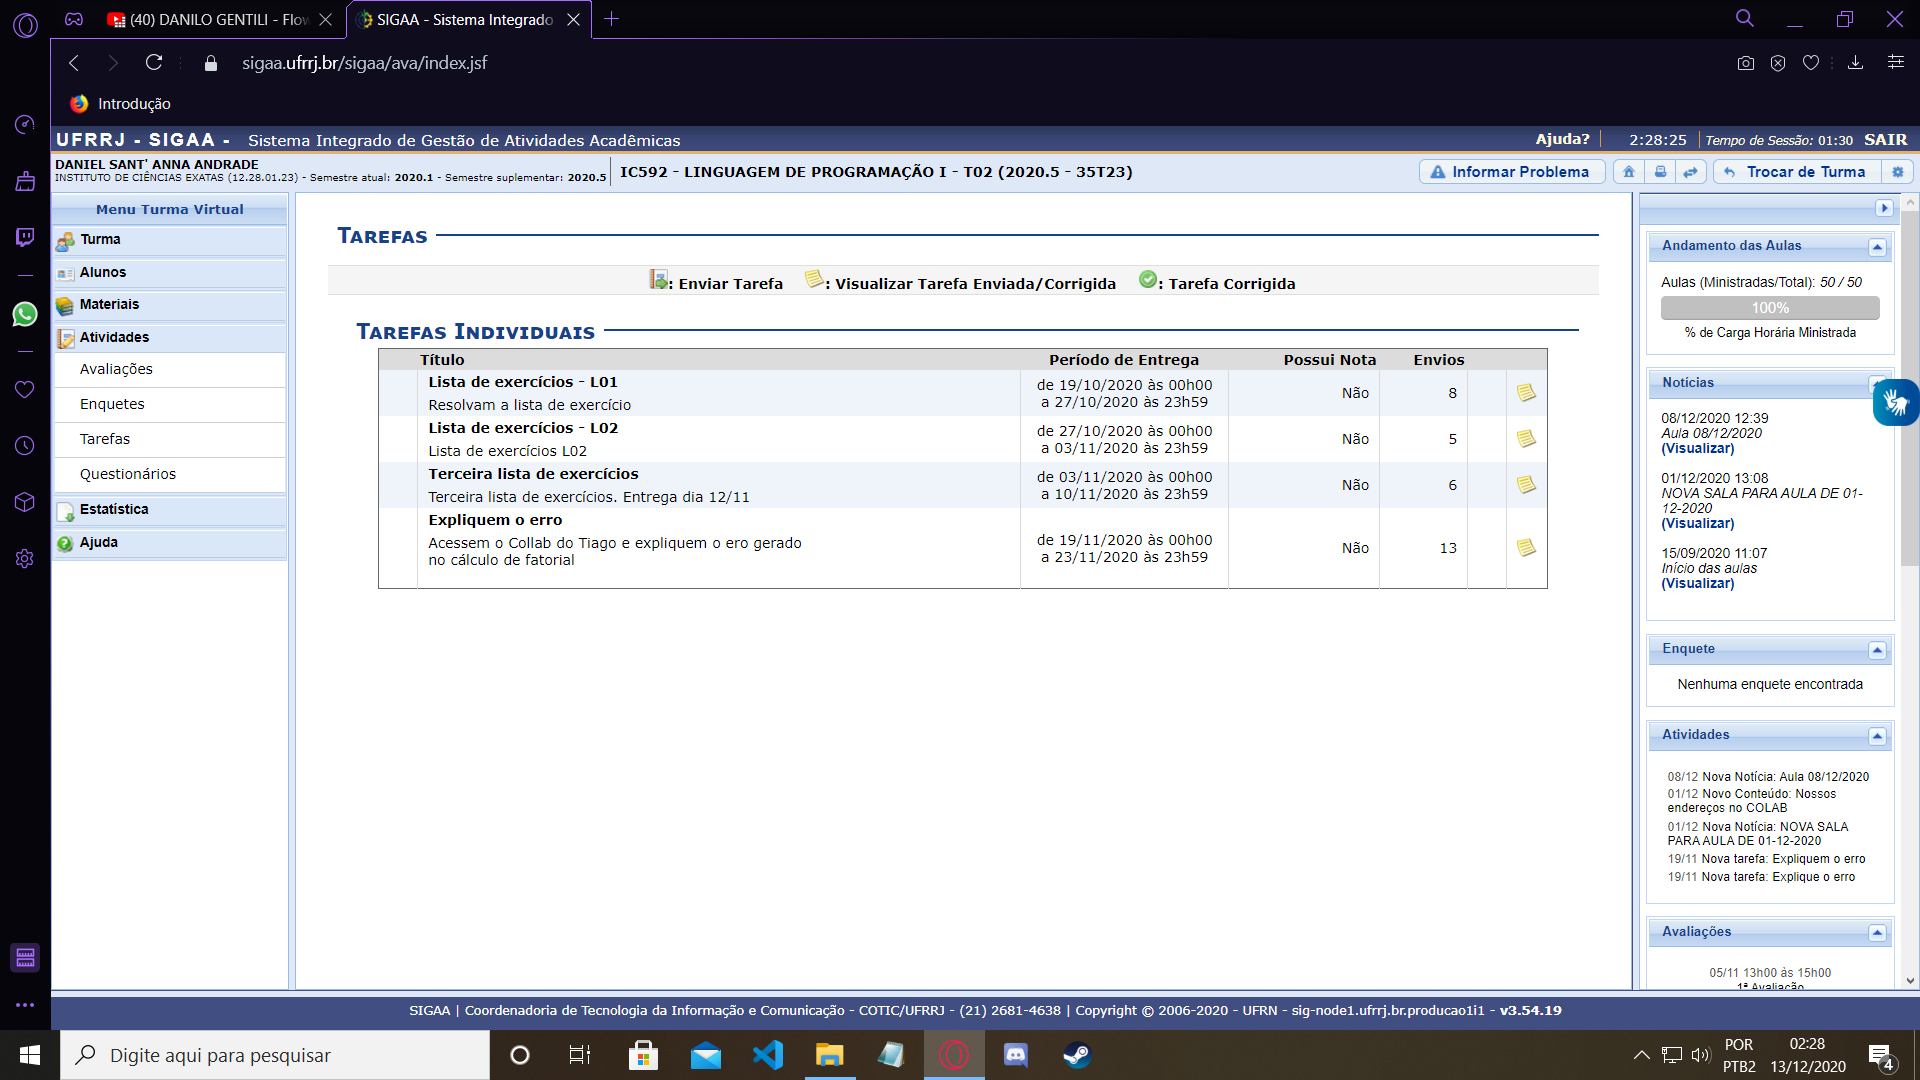 (40) DANILO GENTILI - Flow
SIGAA - Sistema Integrado
sigaa.ufrrj.br/sigaa/ava/index.jsf
Introdução
UFRRJ - SIGAA - Sistema Integrado de Gestão de Atividades Acadêmicas
Ajuda? 2:28:25 Tempo de Sessão: 01:30 SAIR
DANIEL SANT' ANNA ANDRADE
INSTITUTO DE CIÊNCIAS EXATAS (12.28.01.23) - Semestre atual: 2020.1 - Semestre suplementar: 2020.5
IC592 - LINGUAGEM DE PROGRAMAÇÃO I - T02 (2020.5 - 35T23)
Informar Problema
Trocar de Turma
Menu Turma Virtual
Turma
Alunos
Materiais
Atividades
Avaliações
Enquetes
Tarefas
Questionários
Estatística
Ajuda
TAREFAS
: Enviar Tarefa : Visualizar Tarefa Enviada/Corrigida : Tarefa Corrigida
TAREFAS INDIVIDUAIS
Título Período de Entrega Possui Nota Envios
Lista de exercícios - L01
Resolvam a lista de exercício
de 19/10/2020 às 00h00
a 27/10/2020 às 23h59
Não 8
Lista de exercícios - L02
Lista de exercícios L02
de 27/10/2020 às 00h00
a 03/11/2020 às 23h59
Não 5
Terceira lista de exercícios
Terceira lista de exercícios. Entrega dia 12/11
de 03/11/2020 às 00h00
a 10/11/2020 às 23h59
Não 6
Expliquem o erro
Acessem o Collab do Tiago e expliquem o ero gerado
no cálculo de fatorial
de 19/11/2020 às 00h00
a 23/11/2020 às 23h59
Não 13
Andamento das Aulas
Aulas (Ministradas/Total): 50 / 50
100%
% de Carga Horária Ministrada
Notícias
08/12/2020 12:39
Aula 08/12/2020
(Visualizar)
01/12/2020 13:08
NOVA SALA PARA AULA DE 01-
12-2020
(Visualizar)
15/09/2020 11:07
Início das aulas
(Visualizar)
Enquete
Nenhuma enquete encontrada
Atividades
08/12 Nova Notícia: Aula 08/12/2020
01/12 Novo Conteúdo: Nossos
endereços no COLAB
01/12 Nova Notícia: NOVA SALA
PARA AULA DE 01-12-2020
19/11 Nova tarefa: Expliquem o erro
19/11 Nova tarefa: Explique o erro
Avaliações
05/11 13h00 às 15h00
1ª Avaliação
SIGAA | Coordenadoria de Tecnologia da Informação e Comunicação - COTIC/UFRRJ - (21) 2681-4638 | Copyright © 2006-2020 - UFRN - sig-node1.ufrrj.br.producao1i1 - v3.54.19
Digite aqui para pesquisar
POR
PTB2
02:28
13/12/2020
4